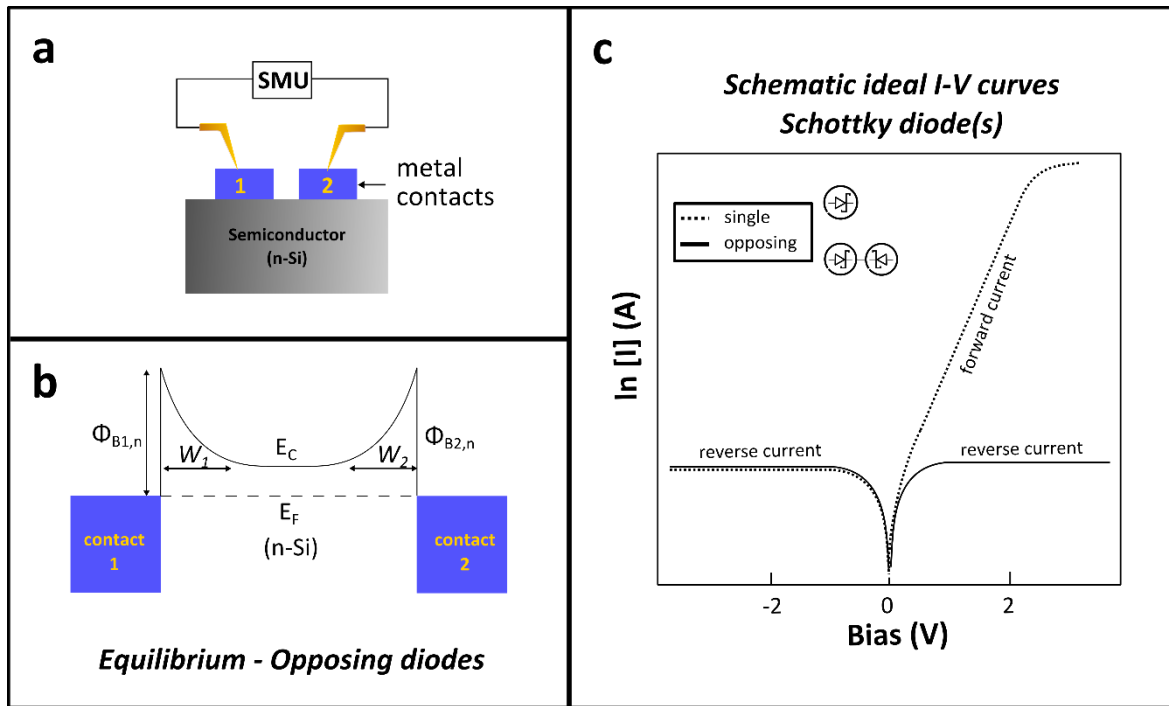 a
SMU
1
2
metal
contacts
Semiconductor
(n-Si)
b
ΦB1,n
W1
EC
W2
ΦB2,n
EF
(n-Si)
contact
1
contact
2
Equilibrium - Opposing diodes
c
Schematic ideal I-V curves
Schottky diode(s)
single
opposing
forward current
reverse current
reverse current
ln [I] (A)
-2
0
2
Bias (V)